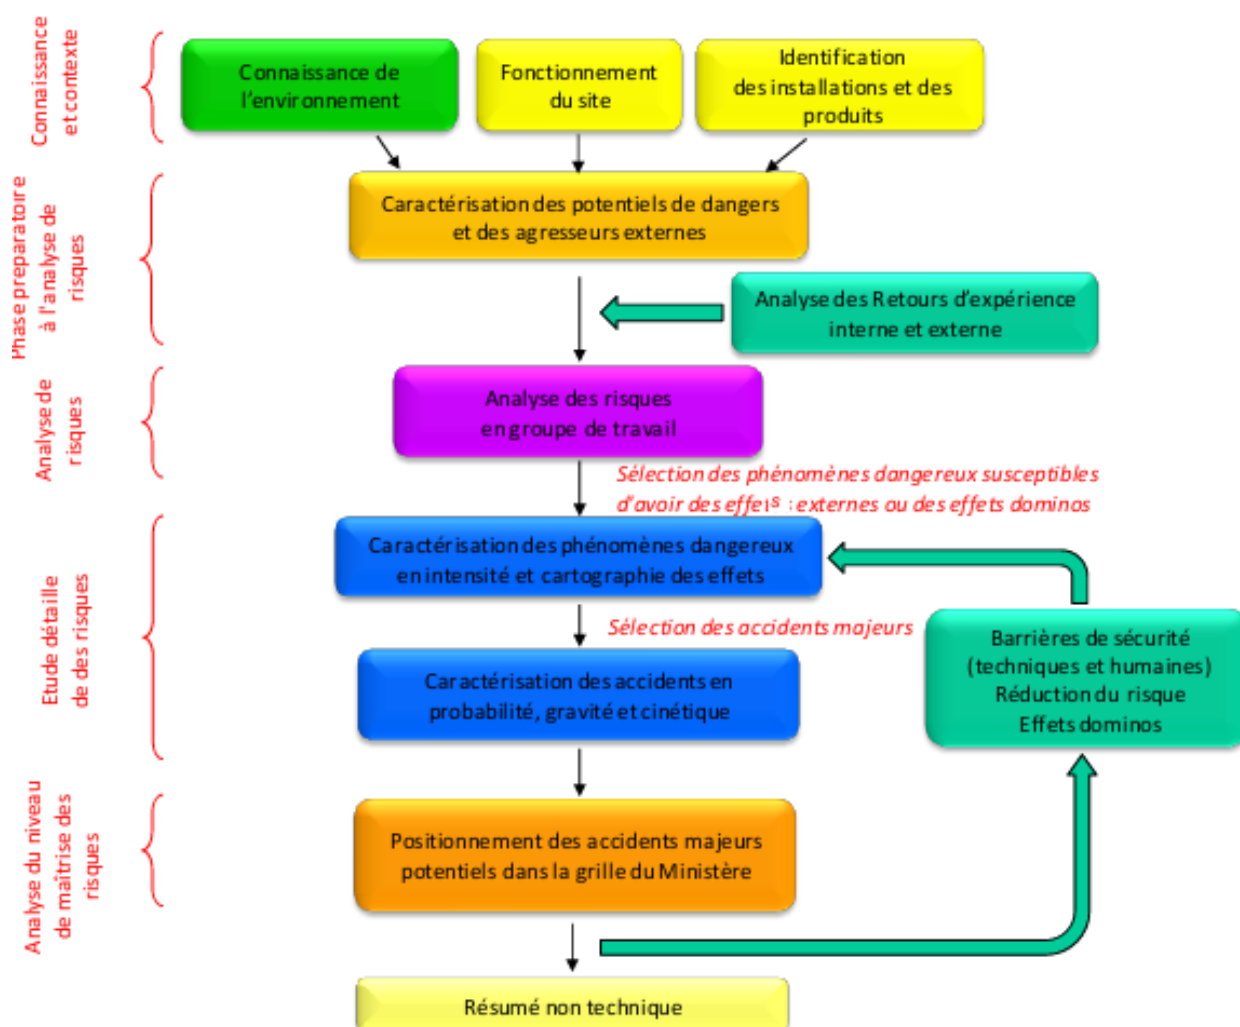 Connaissance
et contexte
Connaissance de
l'environnement
Fonctionnement
du site
Identification
des installations et des
produits
Phase preparatoire
à l'analyse de
risques
Caractérisation des potentiels de dangers
et des agresseurs externes
Analyse des Retours d'expérience
interne et externe
Analyse de
risques
Analyse des risques
en groupe de travail
Sélection des phénomènes dangereux susceptibles
d'avoir des effets : externes ou des effets dominos
Etude détaille
de des risques
Caractérisation des phénomènes dangereux
en intensité et cartographie des effets
Sélection des accidents majeurs
Caractérisation des accidents en
probabilité, gravité et cinétique
Barrières de sécurité
(techniques et humaines)
Réduction du risque
Effets dominos
Analyse du niveau
de maîtrise des
risques
Positionnement des accidents majeurs
potentiels dans la grille du Ministère
Résumé non technique